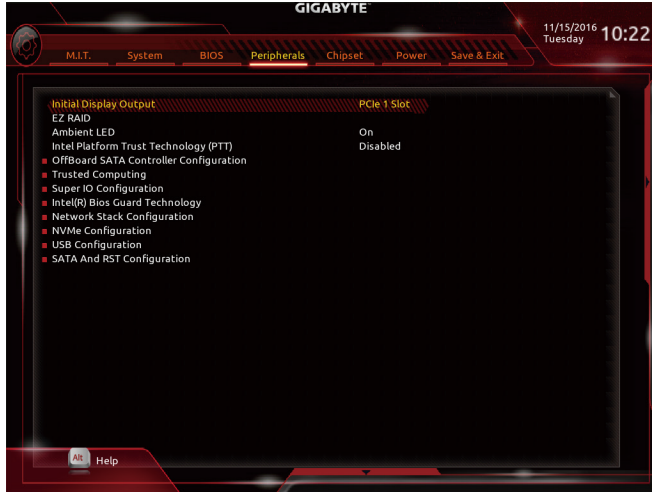 GIGABYTE™
11/15/2016 10:22
Tuesday
M.I.T. System BIOS Peripherals Chipset Power Save & Exit
Initial Display Output PCIe 1 Slot
EZ RAID
Ambient LED On
Intel Platform Trust Technology (PTT) Disabled
OffBoard SATA Controller Configuration
Trusted Computing
Super IO Configuration
Intel(R) Bios Guard Technology
Network Stack Configuration
NVMe Configuration
USB Configuration
SATA And RST Configuration
Alt Help